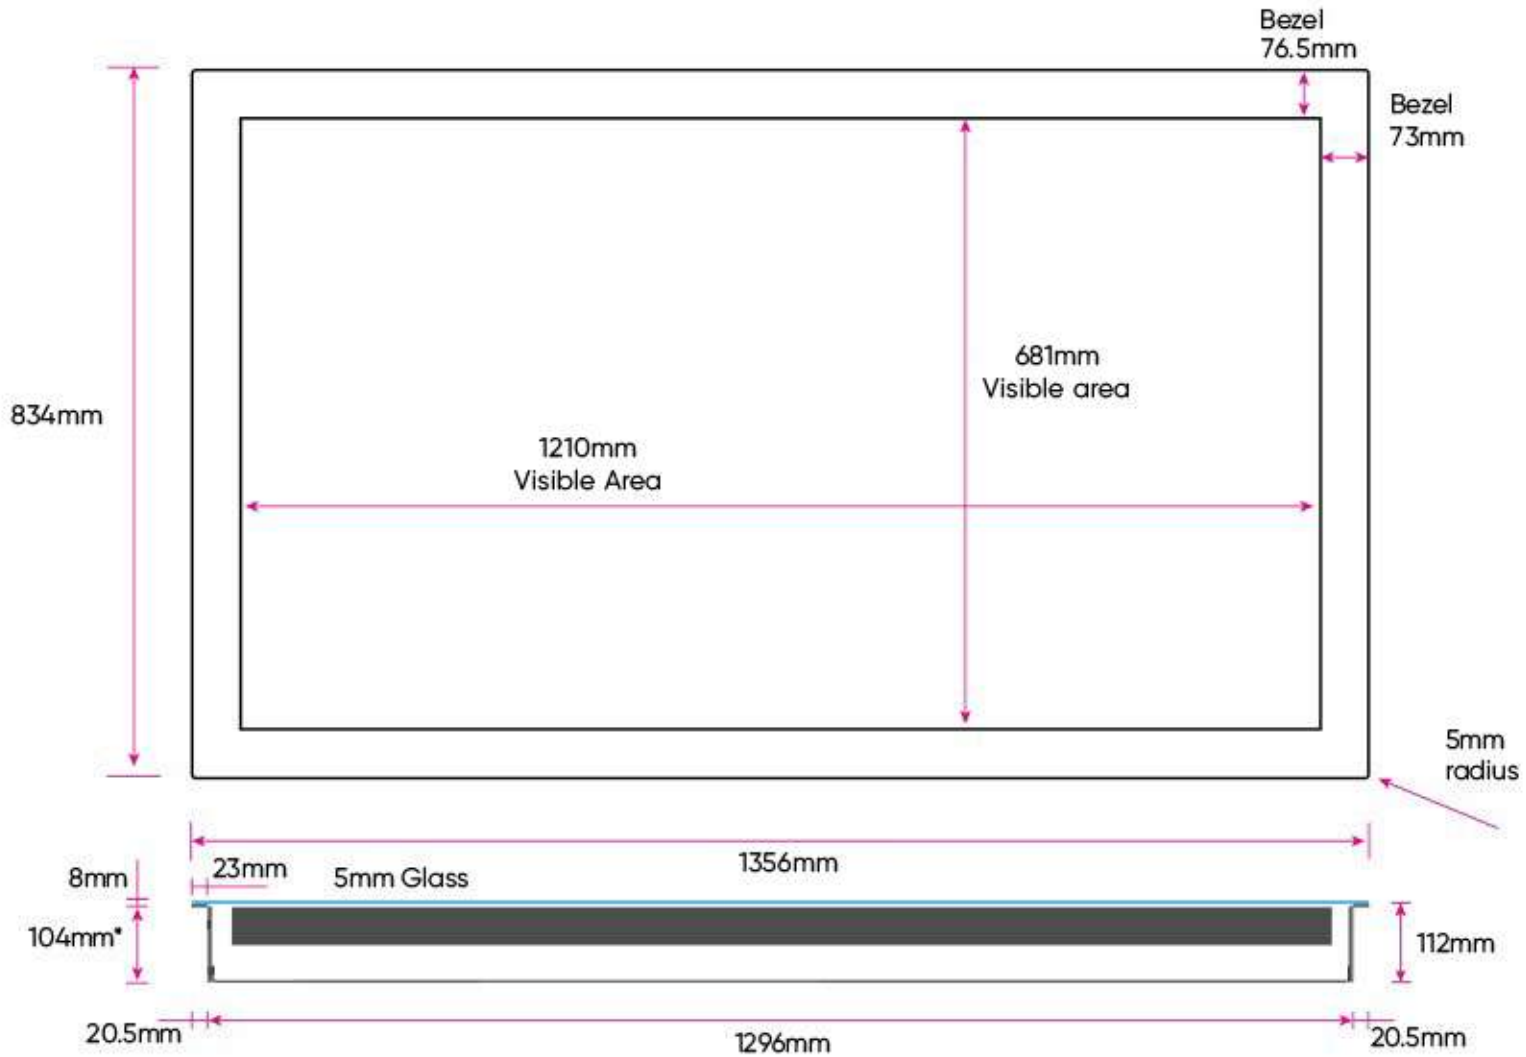 Bezel
76.5mm
Bezel
73mm
681mm
Visible area
834mm
1210mm
Visible Area
5mm
radius
1356mm
8mm
23mm
5mm Glass
104mm*
112mm
20.5mm
1296mm
20.5mm